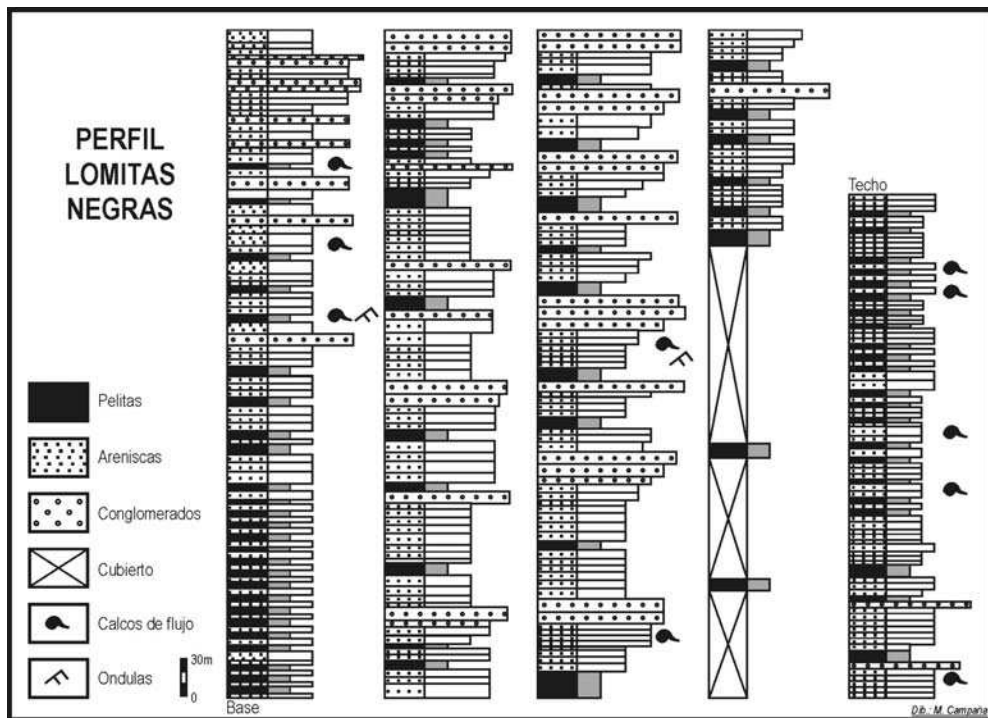 PERFIL
LOMITAS
NEGRAS
Pelitas
Areniscas
Conglomerados
Cubierto
Calcos de flujo
Ondulas
30m
0
Base
Techo
Dib.: M. Campaña